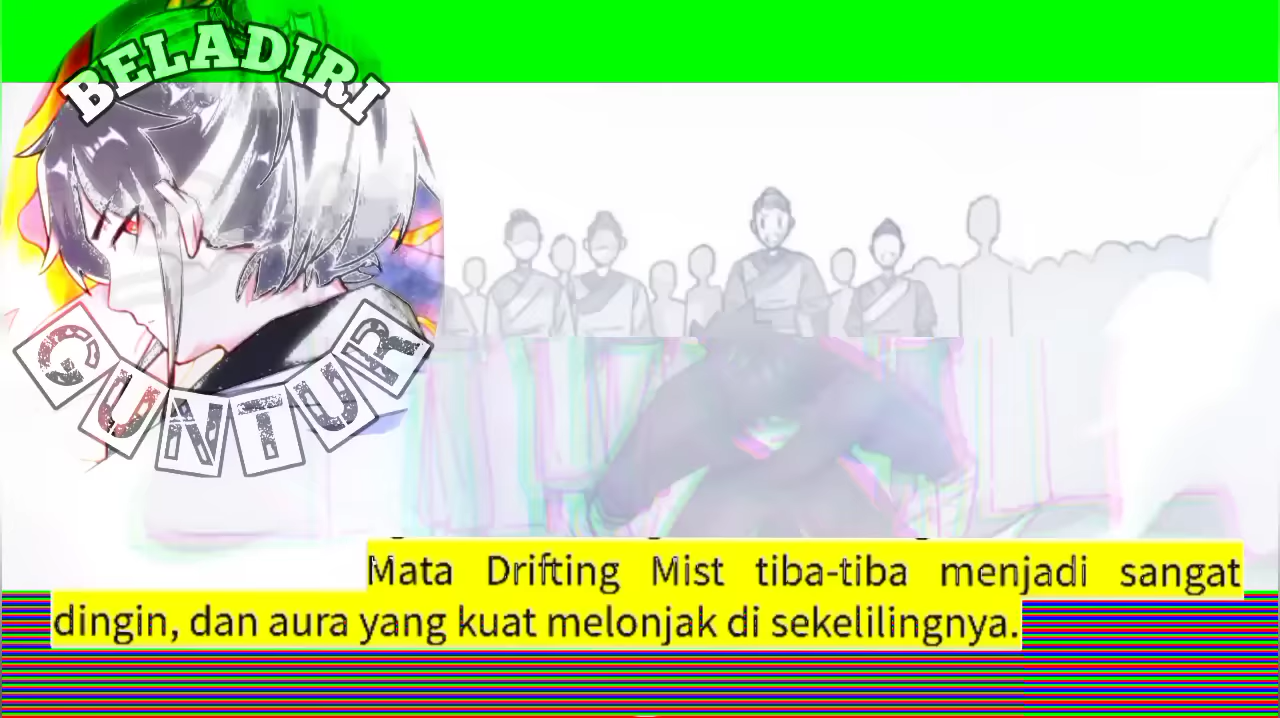 BELADIRI
GUNTUR
Mata Drifting Mist tiba-tiba menjadi sangat
dingin, dan aura yang kuat melonjak di sekelilingnya.